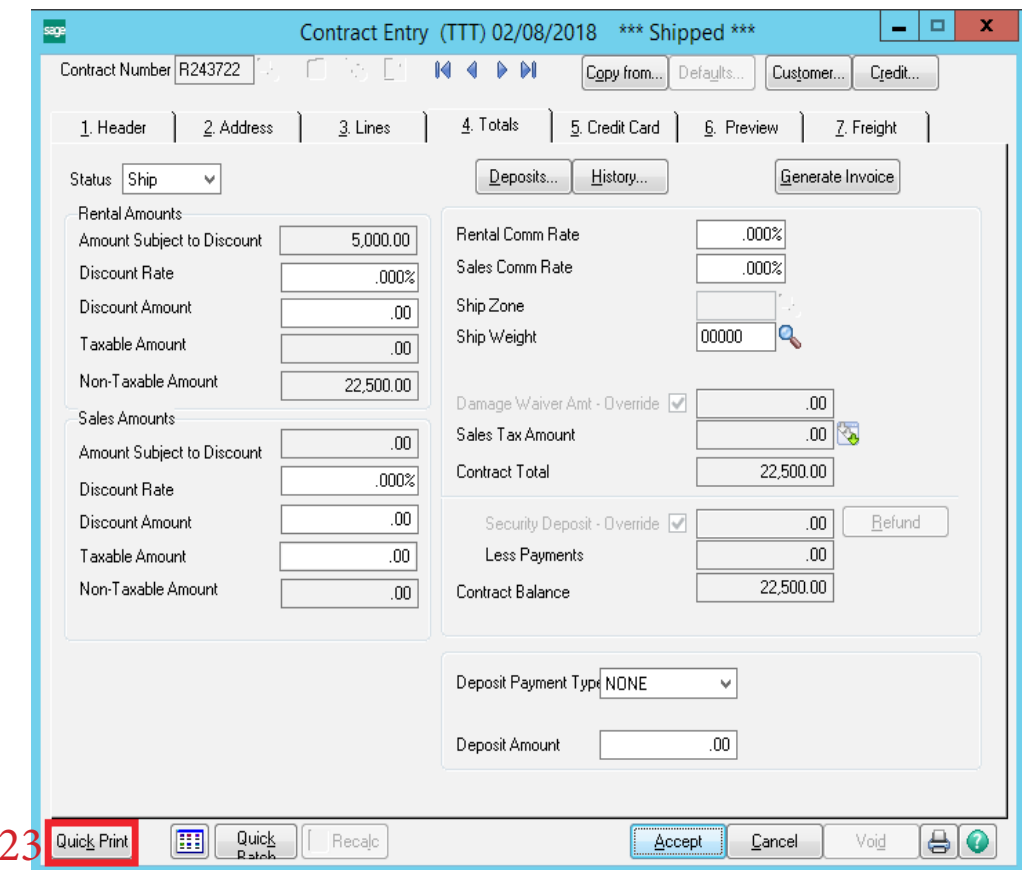 sage
Contract Entry (TTT) 02/08/2018 *** Shipped ***
x
Contract Number R243722
Copy from... Defaults... Customer... Credit...
1. Header 2. Address 3. Lines 4. Totals 5. Credit Card 6. Preview 7. Freight
Status Ship
Deposits... History... Generate Invoice
Rental Amounts
Amount Subject to Discount 5,000.00
Discount Rate .000%
Discount Amount .00
Taxable Amount .00
Non-Taxable Amount 22,500.00
Sales Amounts
Amount Subject to Discount .00
Discount Rate .000%
Discount Amount .00
Taxable Amount .00
Non-Taxable Amount .00
Rental Comm Rate .000%
Sales Comm Rate .000%
Ship Zone
Ship Weight 00000
Damage Waiver Amt - Override .00
Sales Tax Amount .00
Contract Total 22,500.00
Security Deposit - Override .00 Refund
Less Payments .00
Contract Balance 22,500.00
Deposit Payment Type NONE
Deposit Amount .00
23 Quick Print Quick Batch Recalc Accept Cancel Void ?